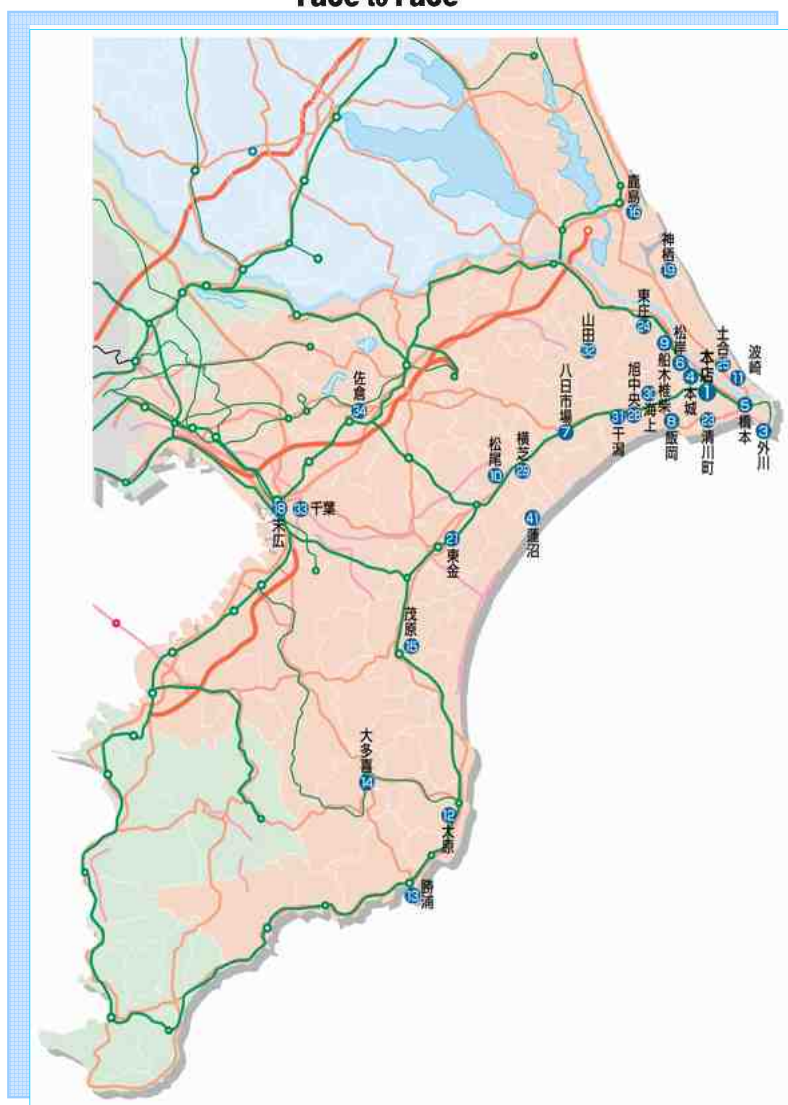 Face to Face
鹿島
16
神栖
19
東庄
24
松岸
6
土合
25
波崎
11
船木椎柴
9
本城
4
本店
1
橋本
5
外川
3
清川町
23
飯岡
8
海上
30
旭中央
28
干潟
31
山田
32
八日市場
7
横芝
29
松尾
10
蓮沼
41
東金
21
佐倉
34
千葉
33
末広
18
茂原
15
大多喜
14
大原
12
勝浦
13